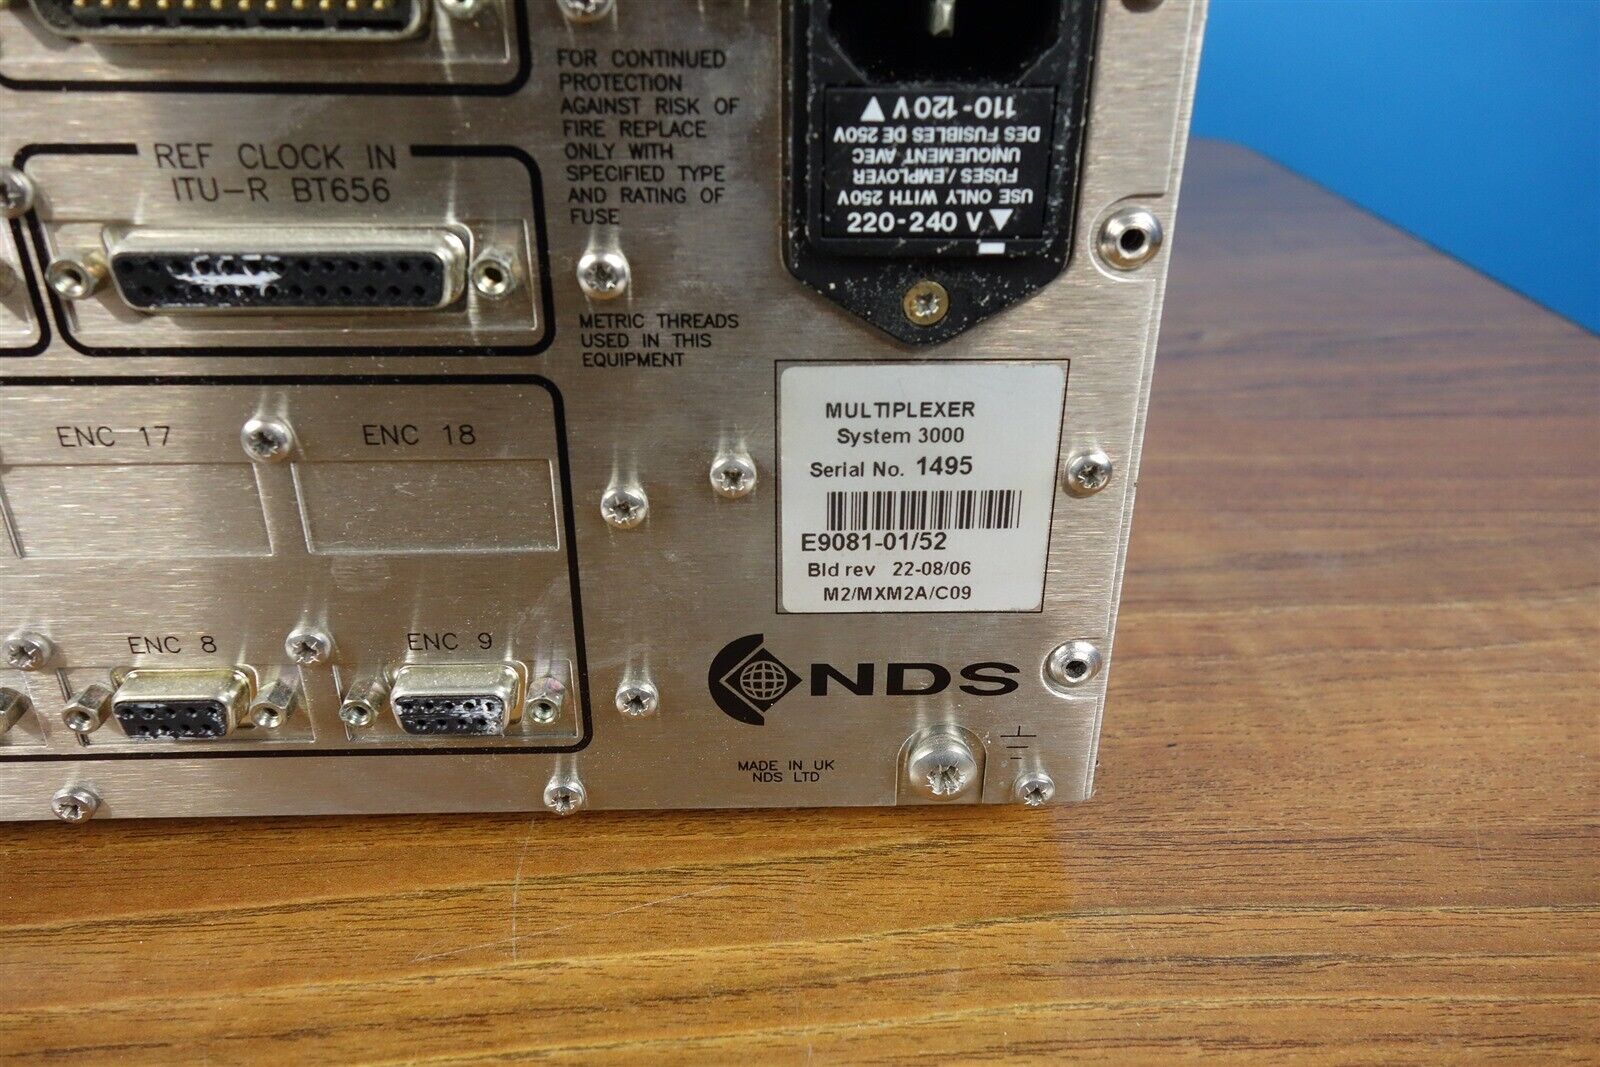 FOR CONTINUED
PROTECTION
AGAINST RISK OF
FIRE REPLACE
ONLY WITH
SPECIFIED TYPE
AND RATING OF
FUSE
110-120 V ▲
USE ONLY WITH 250V
FUSES/EMPLOYER
UNIQUEMENT AVEC
DES FUSIBLES DE 250V
220-240 V
REF CLOCK IN
ITU-R BT656
METRIC THREADS
USED IN THIS
EQUIPMENT
ENC 17
ENC 18
MULTIPLEXER
System 3000
Serial No. 1495
E9081-01/52
Bld rev 22-08/06
M2/MXM2A/C09
ENC 8
ENC 9
NDS
MADE IN UK
NDS LTD